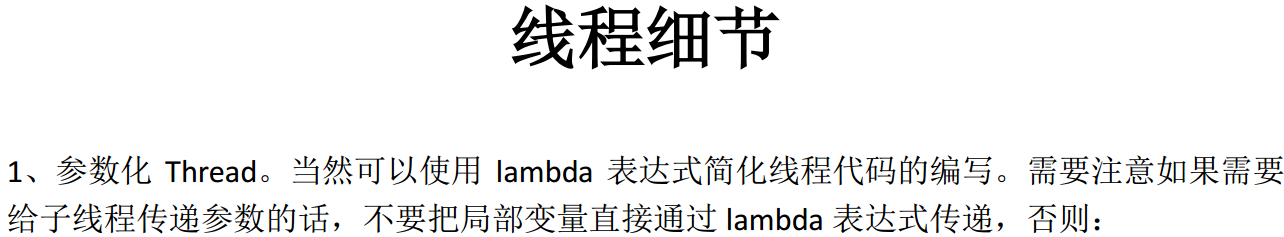 线程细节
1、参数化 Thread。当然可以使用 lambda 表达式简化线程代码的编写。需要注意如果需要
给子线程传递参数的话，不要把局部变量直接通过 lambda 表达式传递，否则：